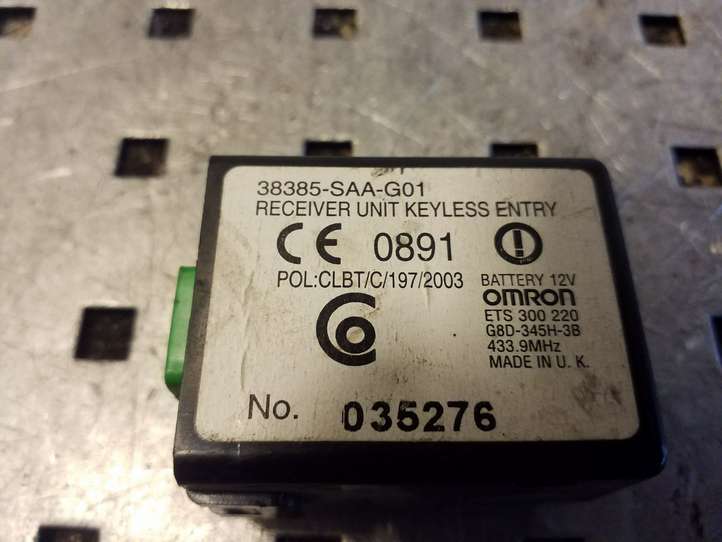 38385-SAA-G01
RECEIVER UNIT KEYLESS ENTRY
CE 0891
POL:CLBT/C/197/2003
BATTERY 12V
OMRON
ETS 300 220
G8D-345H-3B
433.9MHz
MADE IN U. K.
No. 035276